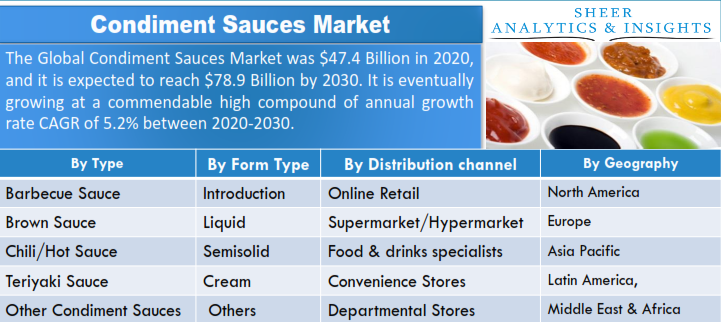 Condiment Sauces Market
SHEER
ANALYTICS & INSIGHTS
The Global Condiment Sauces Market was $47.4 Billion in 2020,
and it is expected to reach $78.9 Billion by 2030. It is eventually
growing at a commendable high compound of annual growth
rate CAGR of 5.2% between 2020-2030.
By Type By Form Type By Distribution channel By Geography
Barbecue Sauce Introduction Online Retail North America
Brown Sauce Liquid Supermarket/Hypermarket Europe
Chili/Hot Sauce Semisolid Food & drinks specialists Asia Pacific
Teriyaki Sauce Cream Convenience Stores Latin America,
Other Condiment Sauces Others Departmental Stores Middle East & Africa